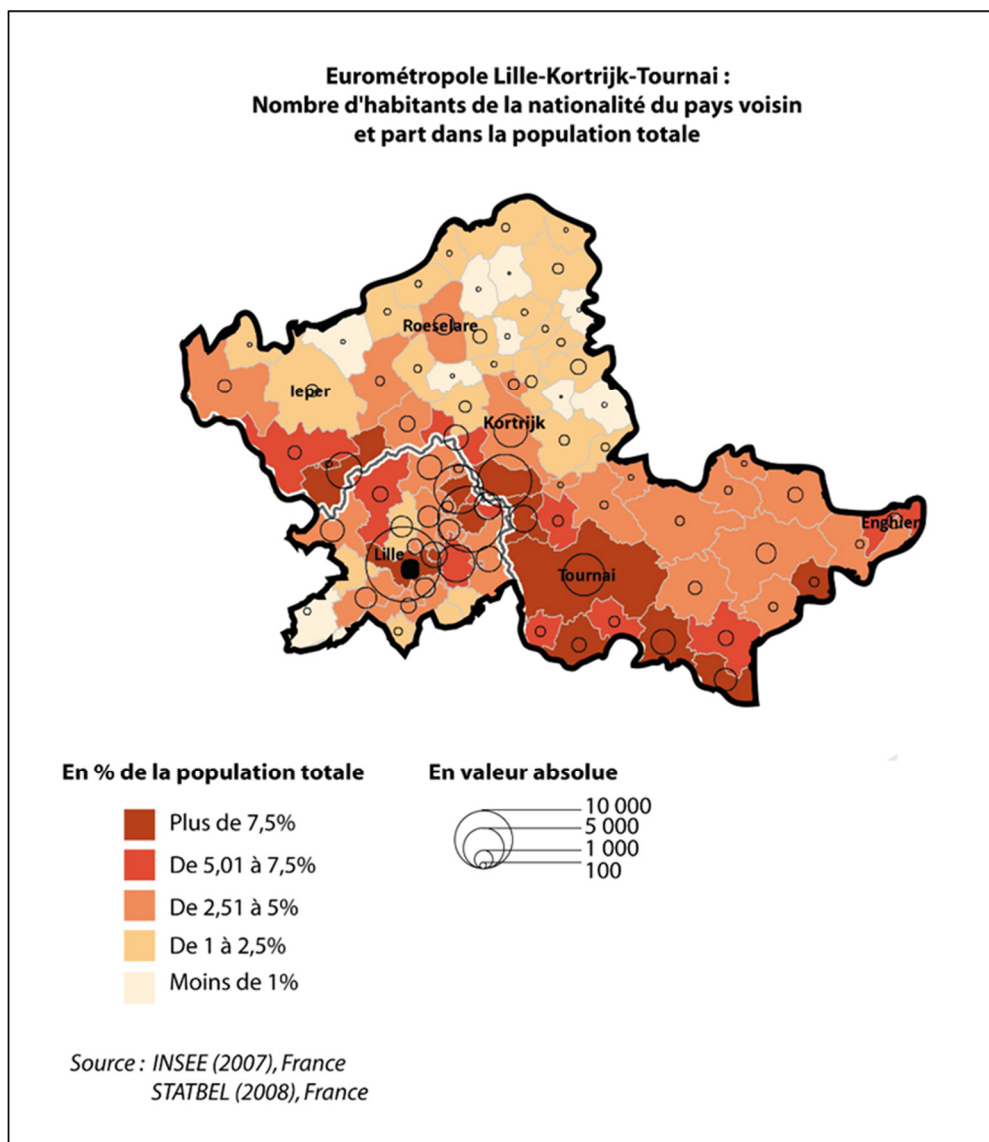 Eurométropole Lille-Kortrijk-Tournai :
Nombre d'habitants de la nationalité du pays voisin
et part dans la population totale
Roeselare
Ieper
Kortrijk
Enghien
Lille
Tournai
En % de la population totale
Plus de 7,5%
De 5,01 à 7,5%
De 2,51 à 5%
De 1 à 2,5%
Moins de 1%
En valeur absolue
10 000
5 000
1 000
100
Source : INSEE (2007), France
STATBEL (2008), France